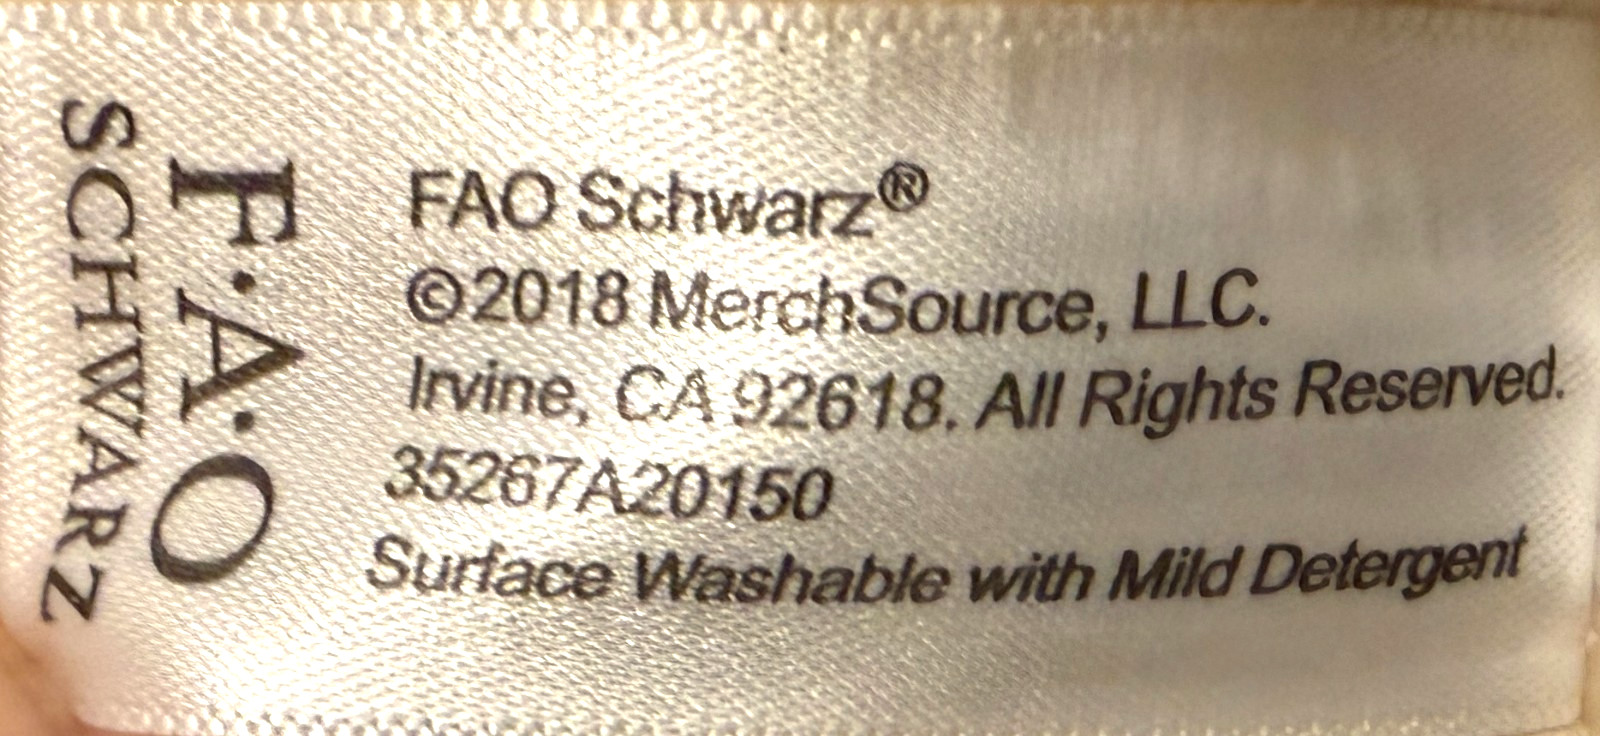 F·A·O
SCHWARZ
FAO Schwarz®
©2018 MerchSource, LLC.
Irvine, CA 92618. All Rights Reserved.
35267A20150
Surface Washable with Mild Detergent